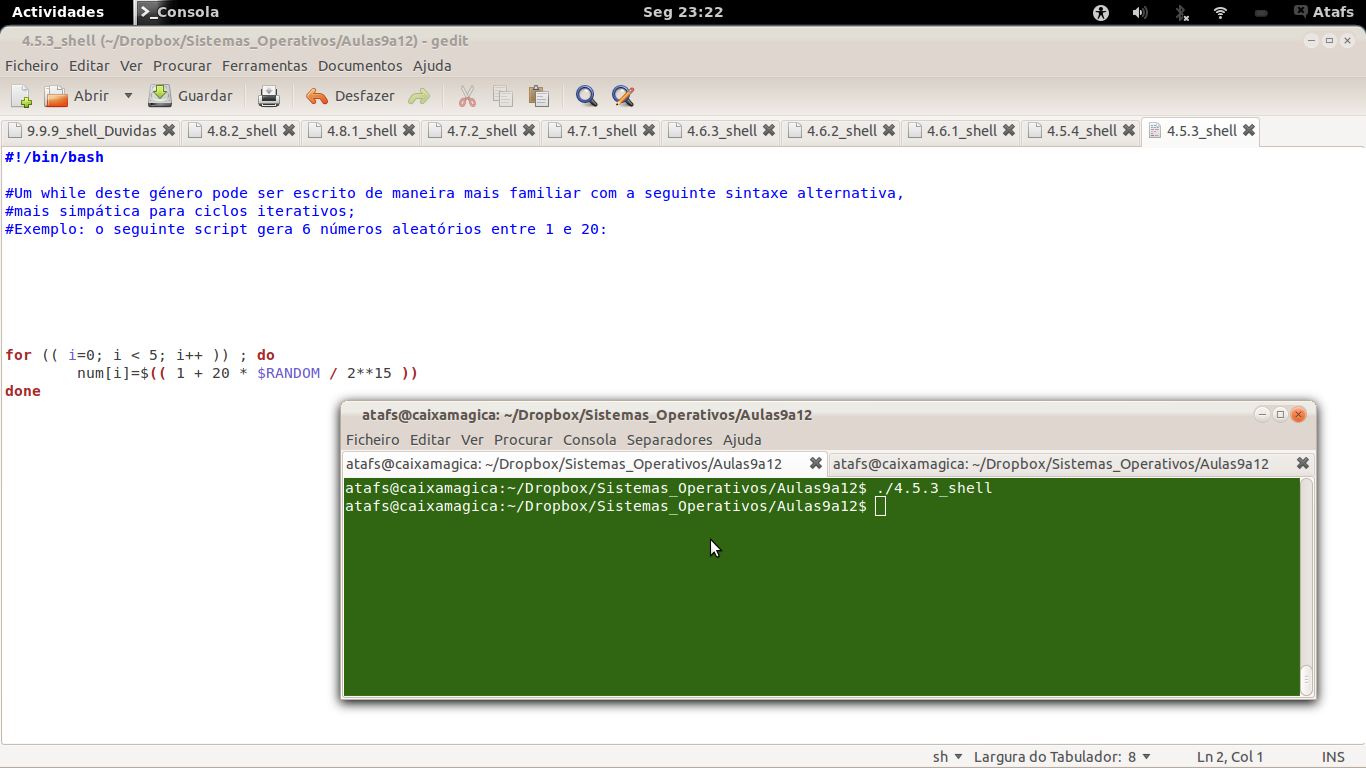 Actividades >_Consola Seg 23:22 Atafs
4.5.3_shell (~/Dropbox/Sistemas_Operativos/Aulas9a12) - gedit
Ficheiro Editar Ver Procurar Ferramentas Documentos Ajuda
Abrir Guardar Desfazer
9.9.9_shell_Duvidas 4.8.2_shell 4.8.1_shell 4.7.2_shell 4.7.1_shell 4.6.3_shell 4.6.2_shell 4.6.1_shell 4.5.4_shell 4.5.3_shell
#!/bin/bash
#Um while deste género pode ser escrito de maneira mais familiar com a seguinte sintaxe alternativa,
#mais simpática para ciclos iterativos;
#Exemplo: o seguinte script gera 6 números aleatórios entre 1 e 20:
for (( i=0; i < 5; i++ )) ; do
        num[i]=$(( 1 + 20 * $RANDOM / 2**15 ))
done
atafs@caixamagica: ~/Dropbox/Sistemas_Operativos/Aulas9a12
Ficheiro Editar Ver Procurar Consola Separadores Ajuda
atafs@caixamagica: ~/Dropbox/Sistemas_Operativos/Aulas9a12 atafs@caixamagica: ~/Dropbox/Sistemas_Operativos/Aulas9a12
atafs@caixamagica:~/Dropbox/Sistemas_Operativos/Aulas9a12$ ./4.5.3_shell
atafs@caixamagica:~/Dropbox/Sistemas_Operativos/Aulas9a12$
sh Largura do Tabulador: 8 Ln 2, Col 1 INS